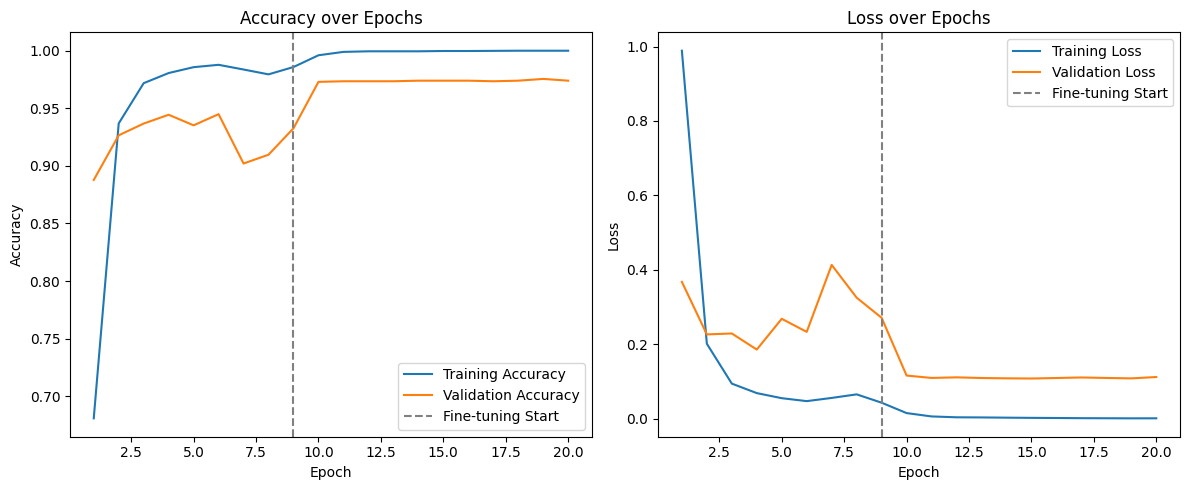 Accuracy over Epochs
1.00
0.95
0.90
0.85
0.80
0.75
0.70
Accuracy
Training Accuracy
Validation Accuracy
Fine-tuning Start
2.5 5.0 7.5 10.0 12.5 15.0 17.5 20.0
Epoch
Loss over Epochs
1.0
0.8
0.6
0.4
0.2
0.0
Loss
Training Loss
Validation Loss
Fine-tuning Start
2.5 5.0 7.5 10.0 12.5 15.0 17.5 20.0
Epoch